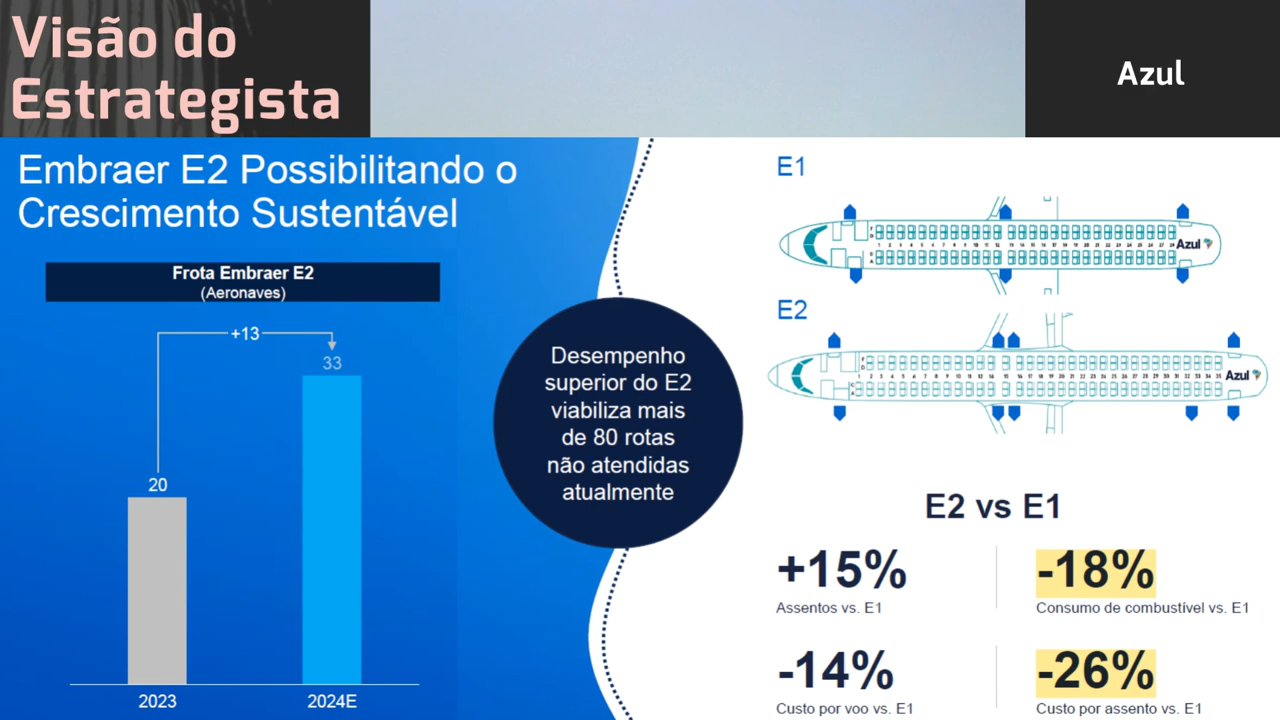 Visão do
Estrategista
Azul
Embraer E2 Possibilitando o
Crescimento Sustentável
Frota Embraer E2
(Aeronaves)
+13
33
20
2023
2024E
Desempenho
superior do E2
viabiliza mais
de 80 rotas
não atendidas
atualmente
E1
Azul
E2
Azul
E2 vs E1
+15%
Assentos vs. E1
-18%
Consumo de combustível vs. E1
-14%
Custo por voo vs. E1
-26%
Custo por assento vs. E1